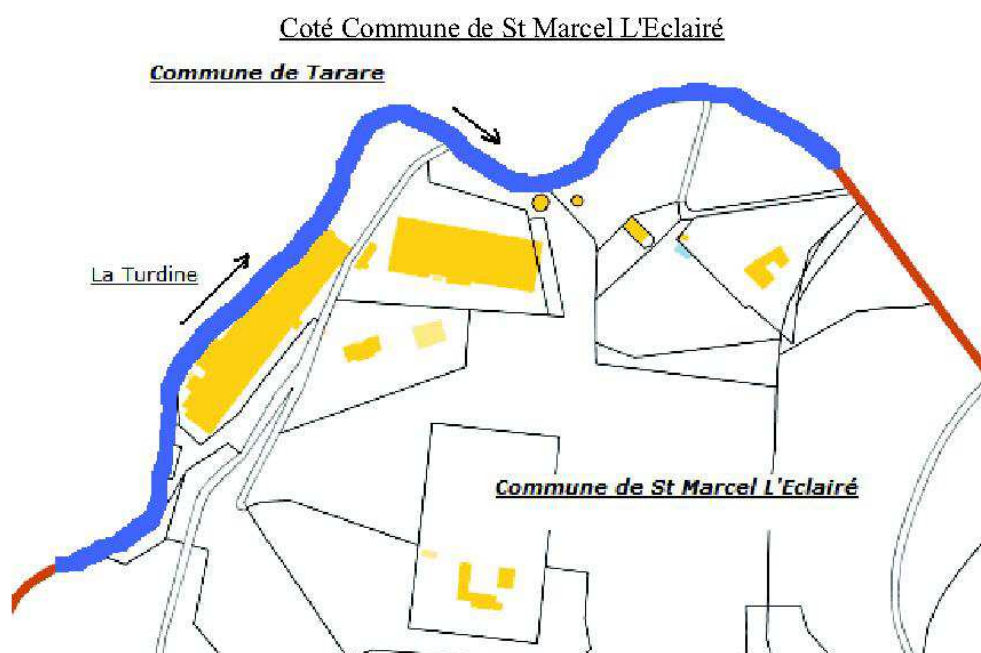 Coté Commune de St Marcel L'Eclairé
Commune de Tarare
La Turdine
Commune de St Marcel L'Eclairé